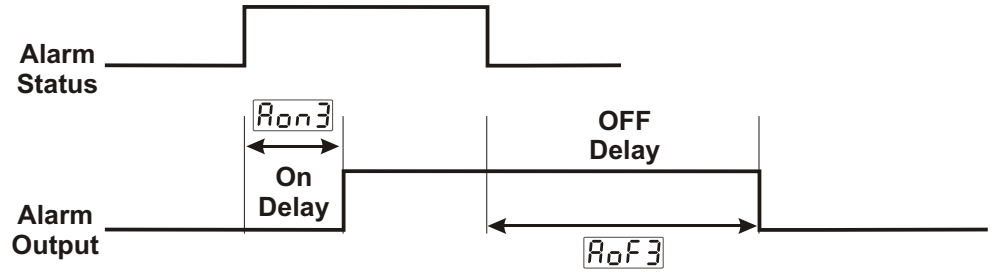 Alarm
Status
Aon3
OFF
Delay
On
Delay
Alarm
Output
AoF3